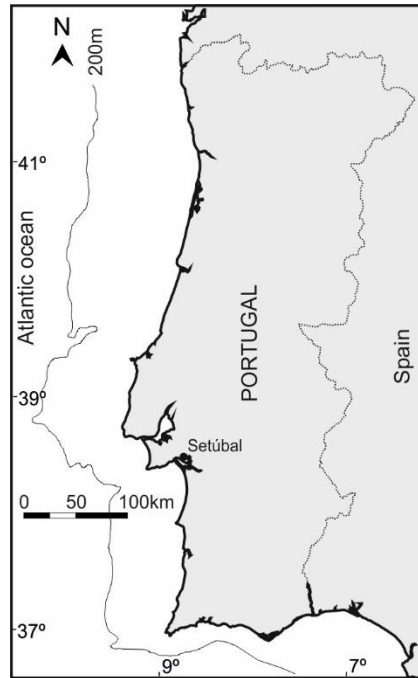 N
200m
41º
Atlantic ocean
PORTUGAL
Spain
39º
Setúbal
0 50 100km
37º
9º
7º